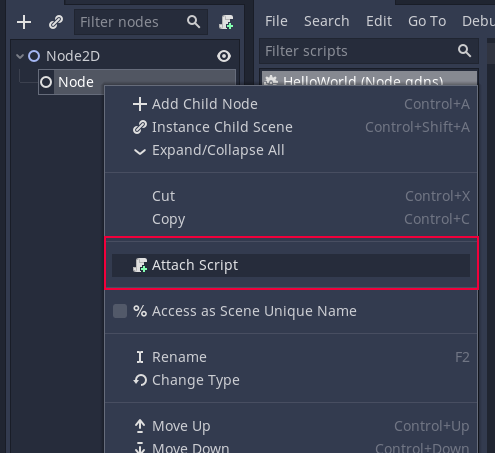 Filter nodes
File Search Edit Go To Debu
Filter scripts
Node2D
Node
HelloWorld (Node.gdns)
Add Child Node Control+A
Instance Child Scene Control+Shift+A
Expand/Collapse All
Cut Control+X
Copy Control+C
Attach Script
% Access as Scene Unique Name
Rename F2
Change Type
Move Up Control+Up
Move Down Control+Down